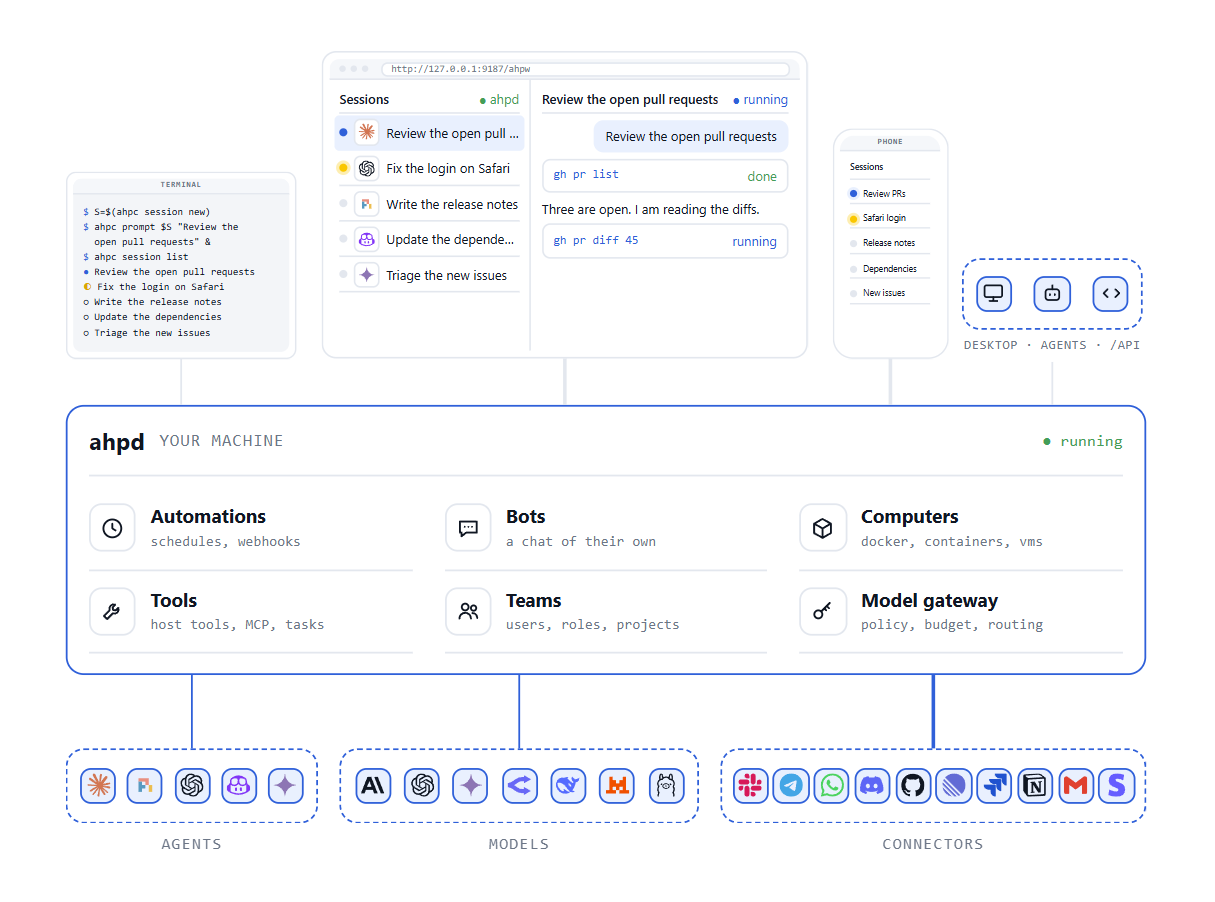 http://127.0.0.1:9187/ahpw
Sessions
ahpd
Review the open pull ...
Fix the login on Safari
Write the release notes
Update the depende...
Triage the new issues
Review the open pull requests
running
Review the open pull requests
gh pr list
done
Three are open. I am reading the diffs.
gh pr diff 45
running
PHONE
Sessions
Review PRs
Safari login
Release notes
Dependencies
New issues
TERMINAL
$ S=$(ahpc session new)
$ ahpc prompt $S "Review the
open pull requests" &
$ ahpc session list
● Review the open pull requests
◐ Fix the login on Safari
○ Write the release notes
○ Update the dependencies
○ Triage the new issues
DESKTOP · AGENTS · /API
ahpd YOUR MACHINE
running
Automations
schedules, webhooks
Bots
a chat of their own
Computers
docker, containers, vms
Tools
host tools, MCP, tasks
Teams
users, roles, projects
Model gateway
policy, budget, routing
AGENTS
MODELS
CONNECTORS